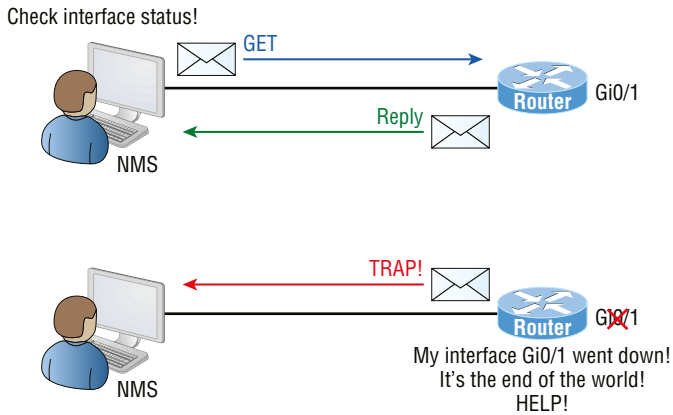 Check interface status!
GET
Router
Gi0/1
Reply
NMS
TRAP!
Router
Gi0/1
NMS
My interface Gi0/1 went down!
It's the end of the world!
HELP!